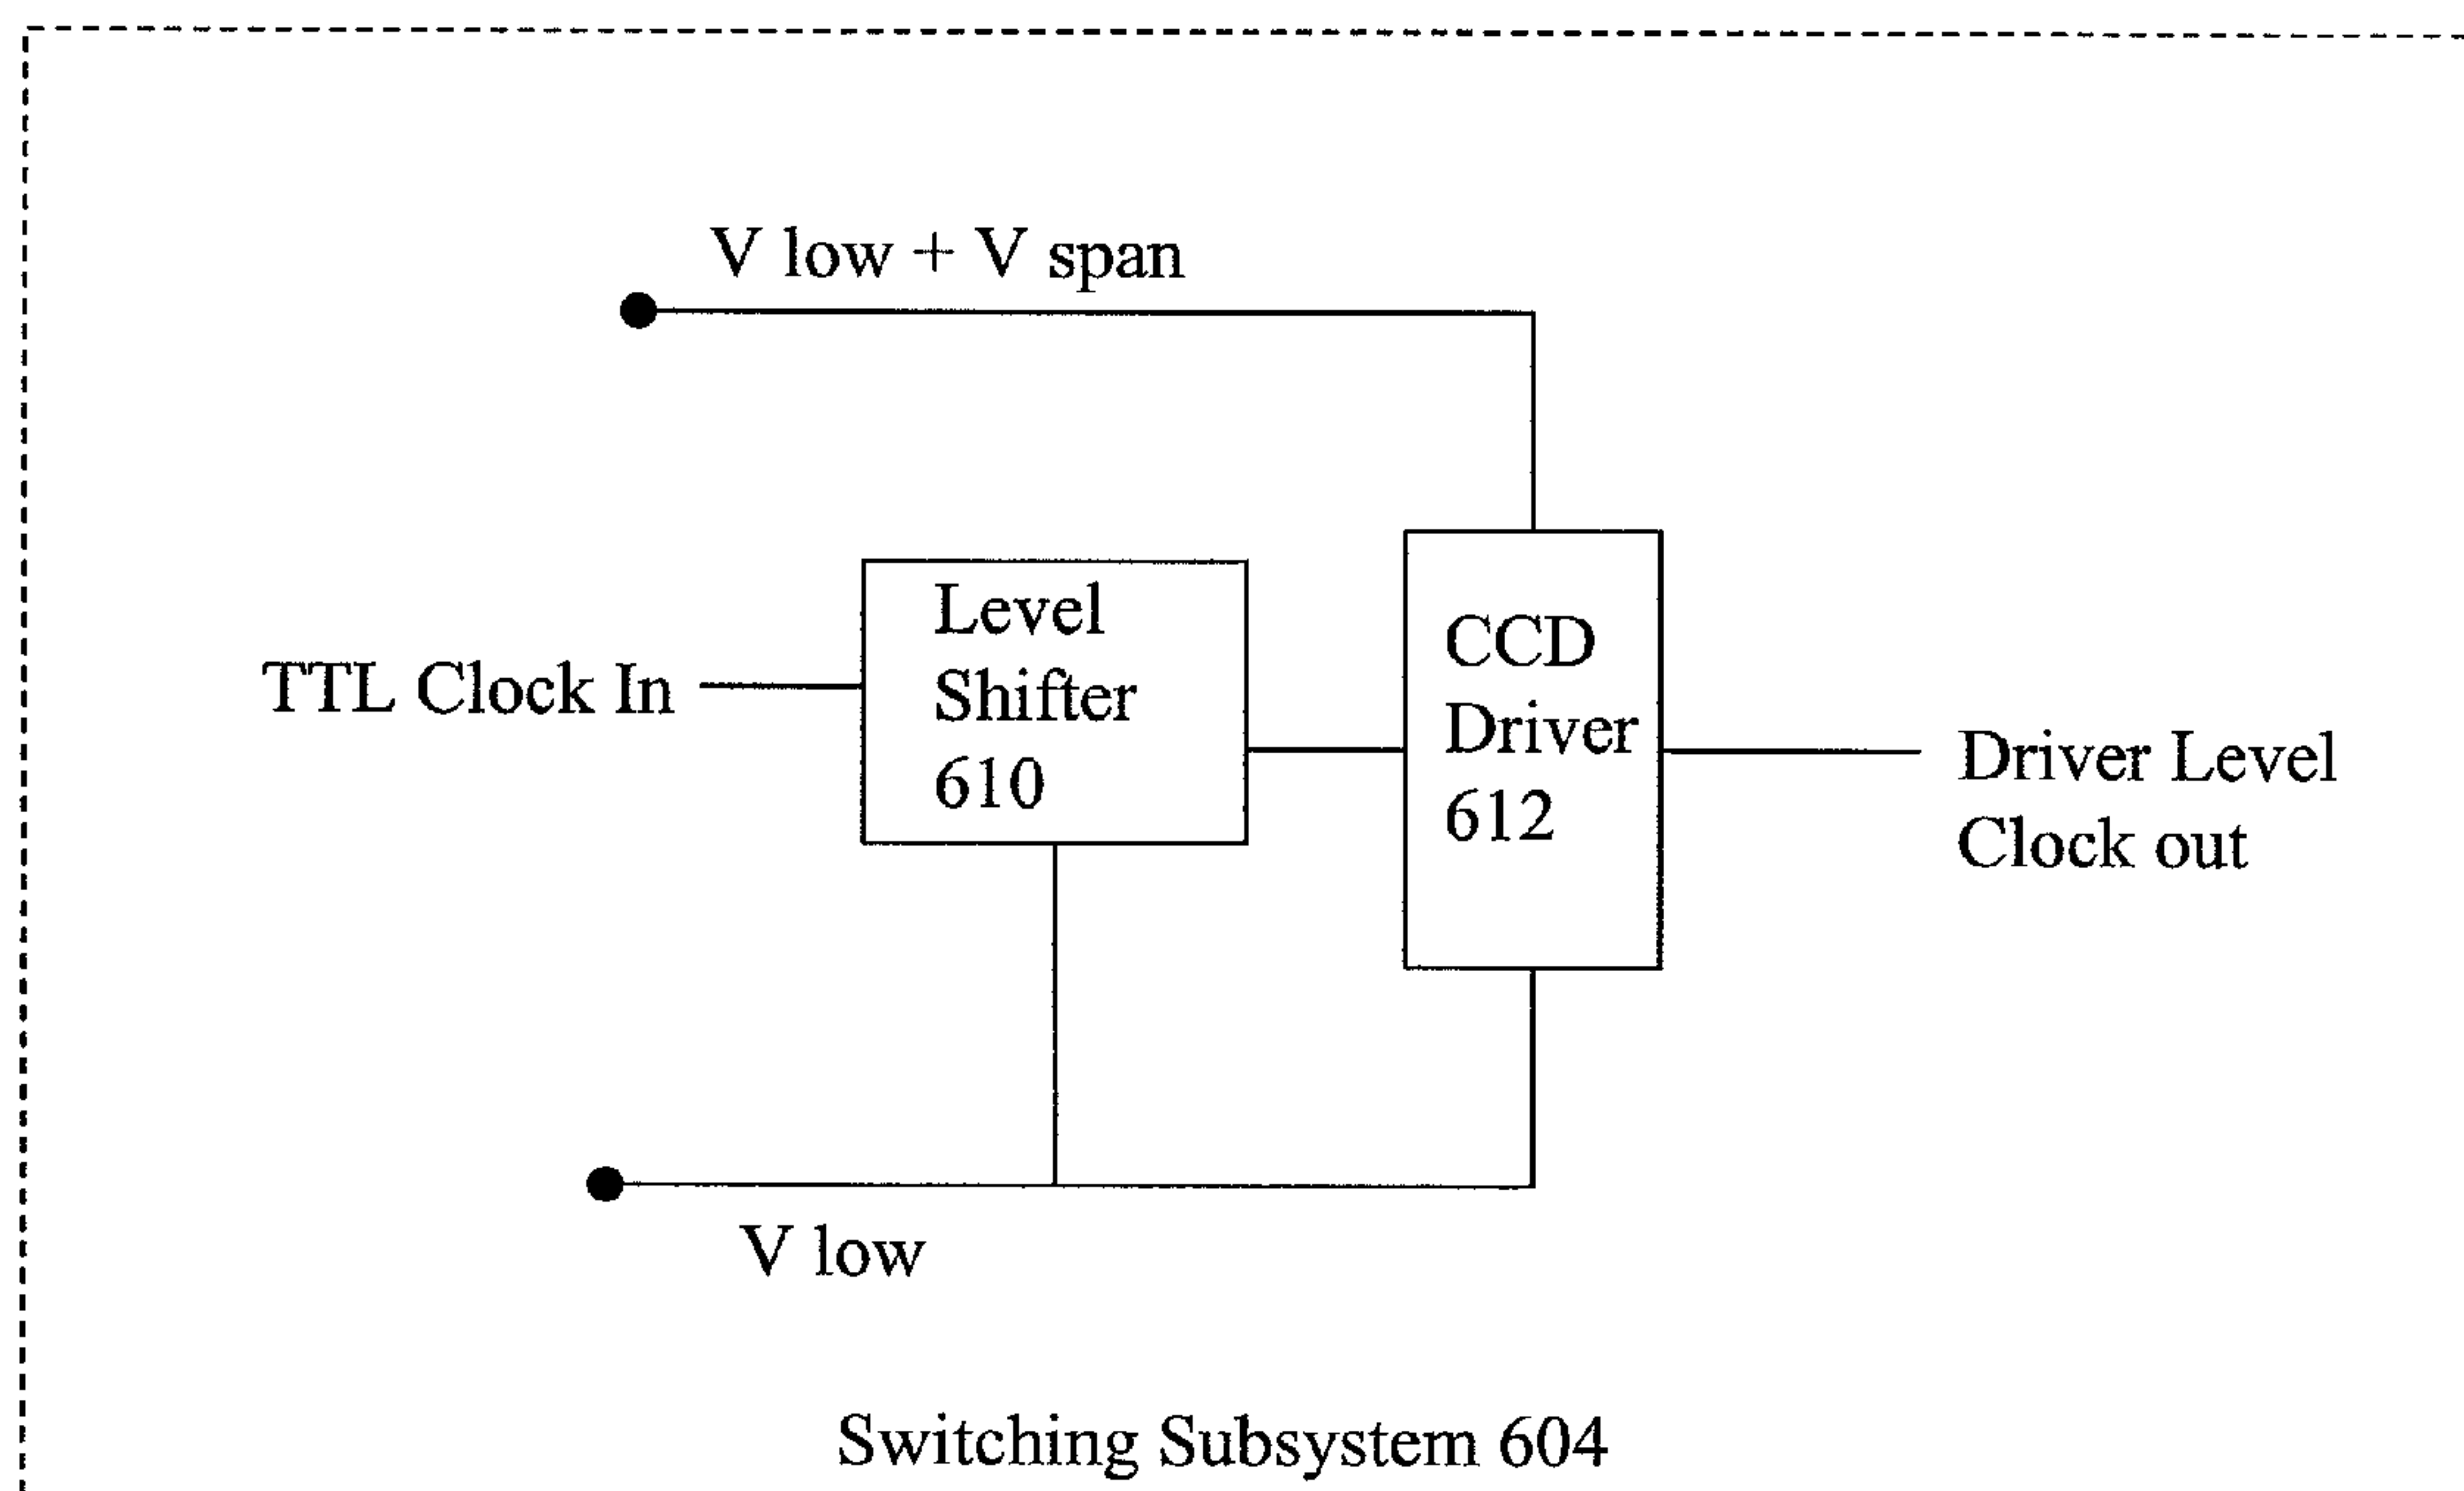 V low + V span
Level
Shifter
610
TTL Clock In
CCD
Driver
612
Driver Level
Clock out
V low
Switching Subsystem 604